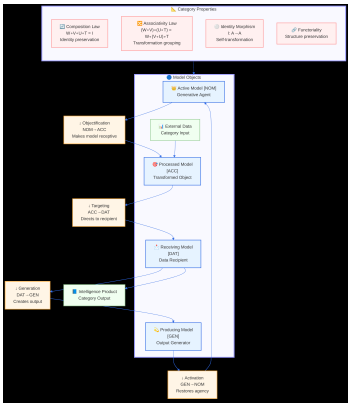 Category Properties
Composition Law
W∘V∘U∘T = I
Identity preservation
Associativity Law
(W∘V)∘(U∘T) =
W∘(V∘U)∘T
Transformation grouping
Identity Morphism
I: A→A
Self-transformation
Functoriality
Structure preservation
Model Objects
Active Model [NOM]
Generative Agent
Objectification
NOM→ACC
Makes model receptive
External Data
Category Input
Processed Model
[ACC]
Transformed Object
Targeting
ACC→DAT
Directs to recipient
Receiving Model
[DAT]
Data Recipient
Generation
DAT→GEN
Creates output
Intelligence Product
Category Output
Producing Model
[GEN]
Output Generator
Activation
GEN→NOM
Restores agency